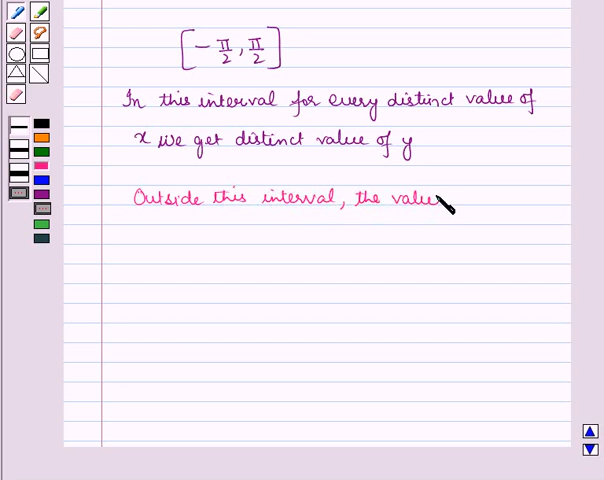 [-π/2, π/2]
In this interval for every distinct value of
x we get distinct value of y
Outside this interval, the value